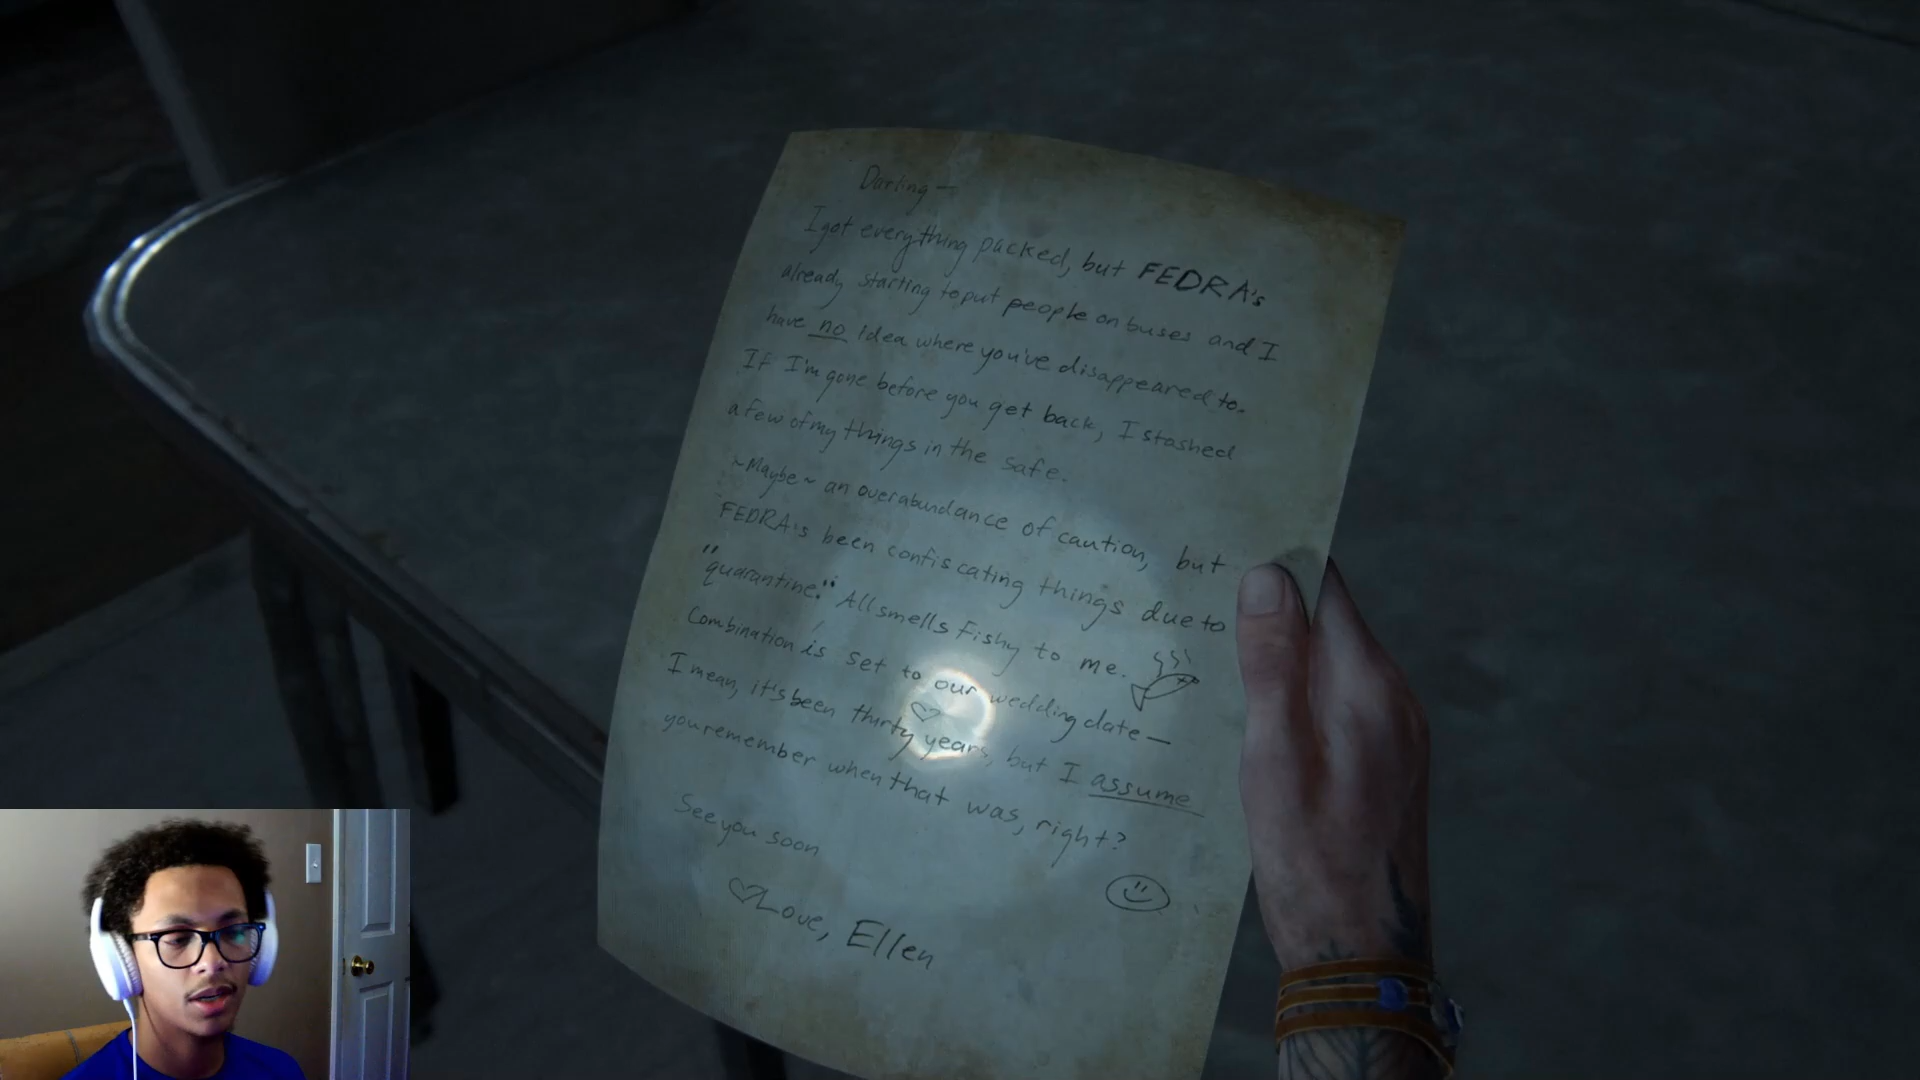 Darling —
I got everything packed, but FEDRA's
already starting to put people on buses and I
have no idea where you've disappeared to.
If I'm gone before you get back, I stashed
a few of my things in the safe.
~Maybe~ an overabundance of caution, but
FEDRA's been confiscating things due to
"quarantine." All smells fishy to me.
Combination is set to our wedding date—
I mean, it's been thirty years, but I assume
you remember when that was, right?
See you soon
Love, Ellen